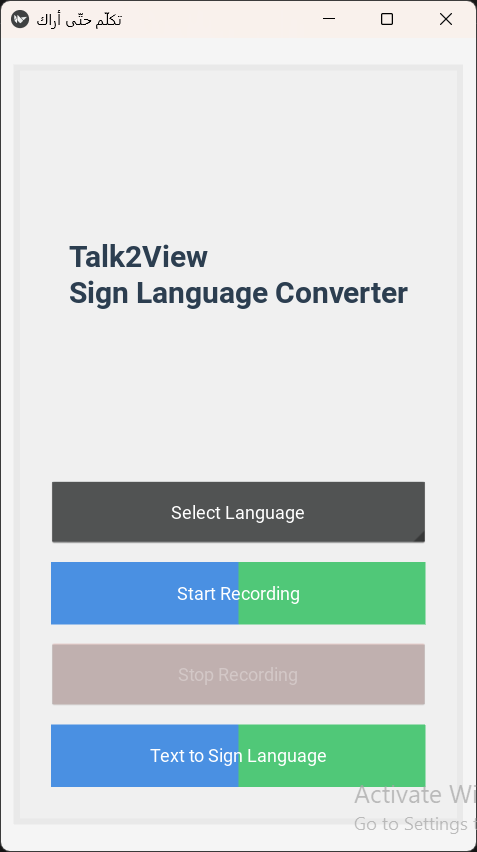 تكلّم حتّى أراك
Talk2View
Sign Language Converter
Select Language
Start Recording
Stop Recording
Text to Sign Language
Activate Wi
Go to Settings t